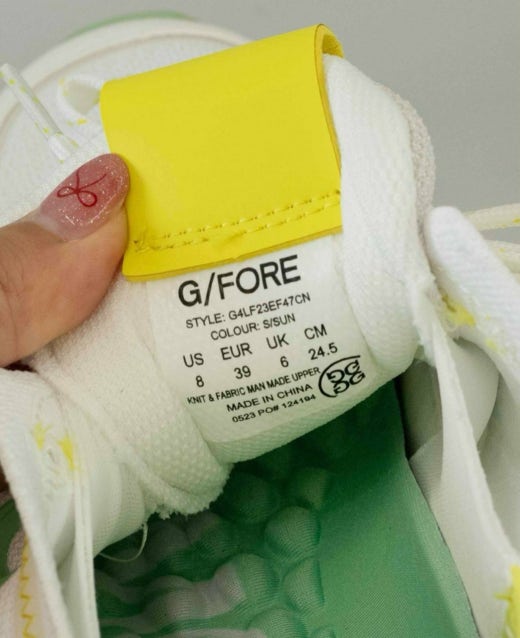 G/FORE
STYLE: G4LF23EF47CN
COLOUR: S/SUN
US EUR UK CM
8 39 6 24.5
KNIT & FABRIC MAN MADE UPPER
MADE IN CHINA
0523 PO# 124194